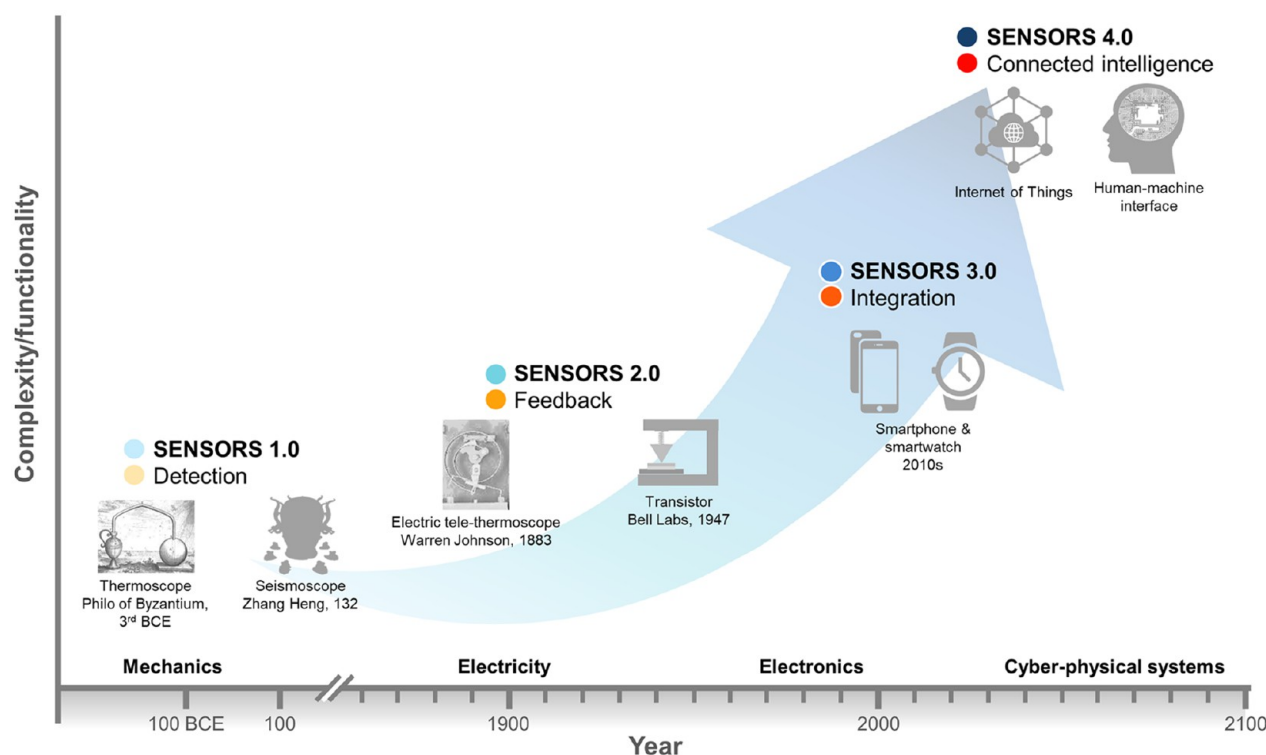 SENSORS 4.0
Connected intelligence
Internet of Things
Human-machine
interface
SENSORS 3.0
Integration
Smartphone &
smartwatch
2010s
SENSORS 2.0
Feedback
Electric tele-thermoscope
Warren Johnson, 1883
Transistor
Bell Labs, 1947
SENSORS 1.0
Detection
Thermoscope
Philo of Byzantium,
3rd BCE
Seismoscope
Zhang Heng, 132
Complexity/functionality
Mechanics
Electricity
Electronics
Cyber-physical systems
100 BCE
100
1900
2000
2100
Year